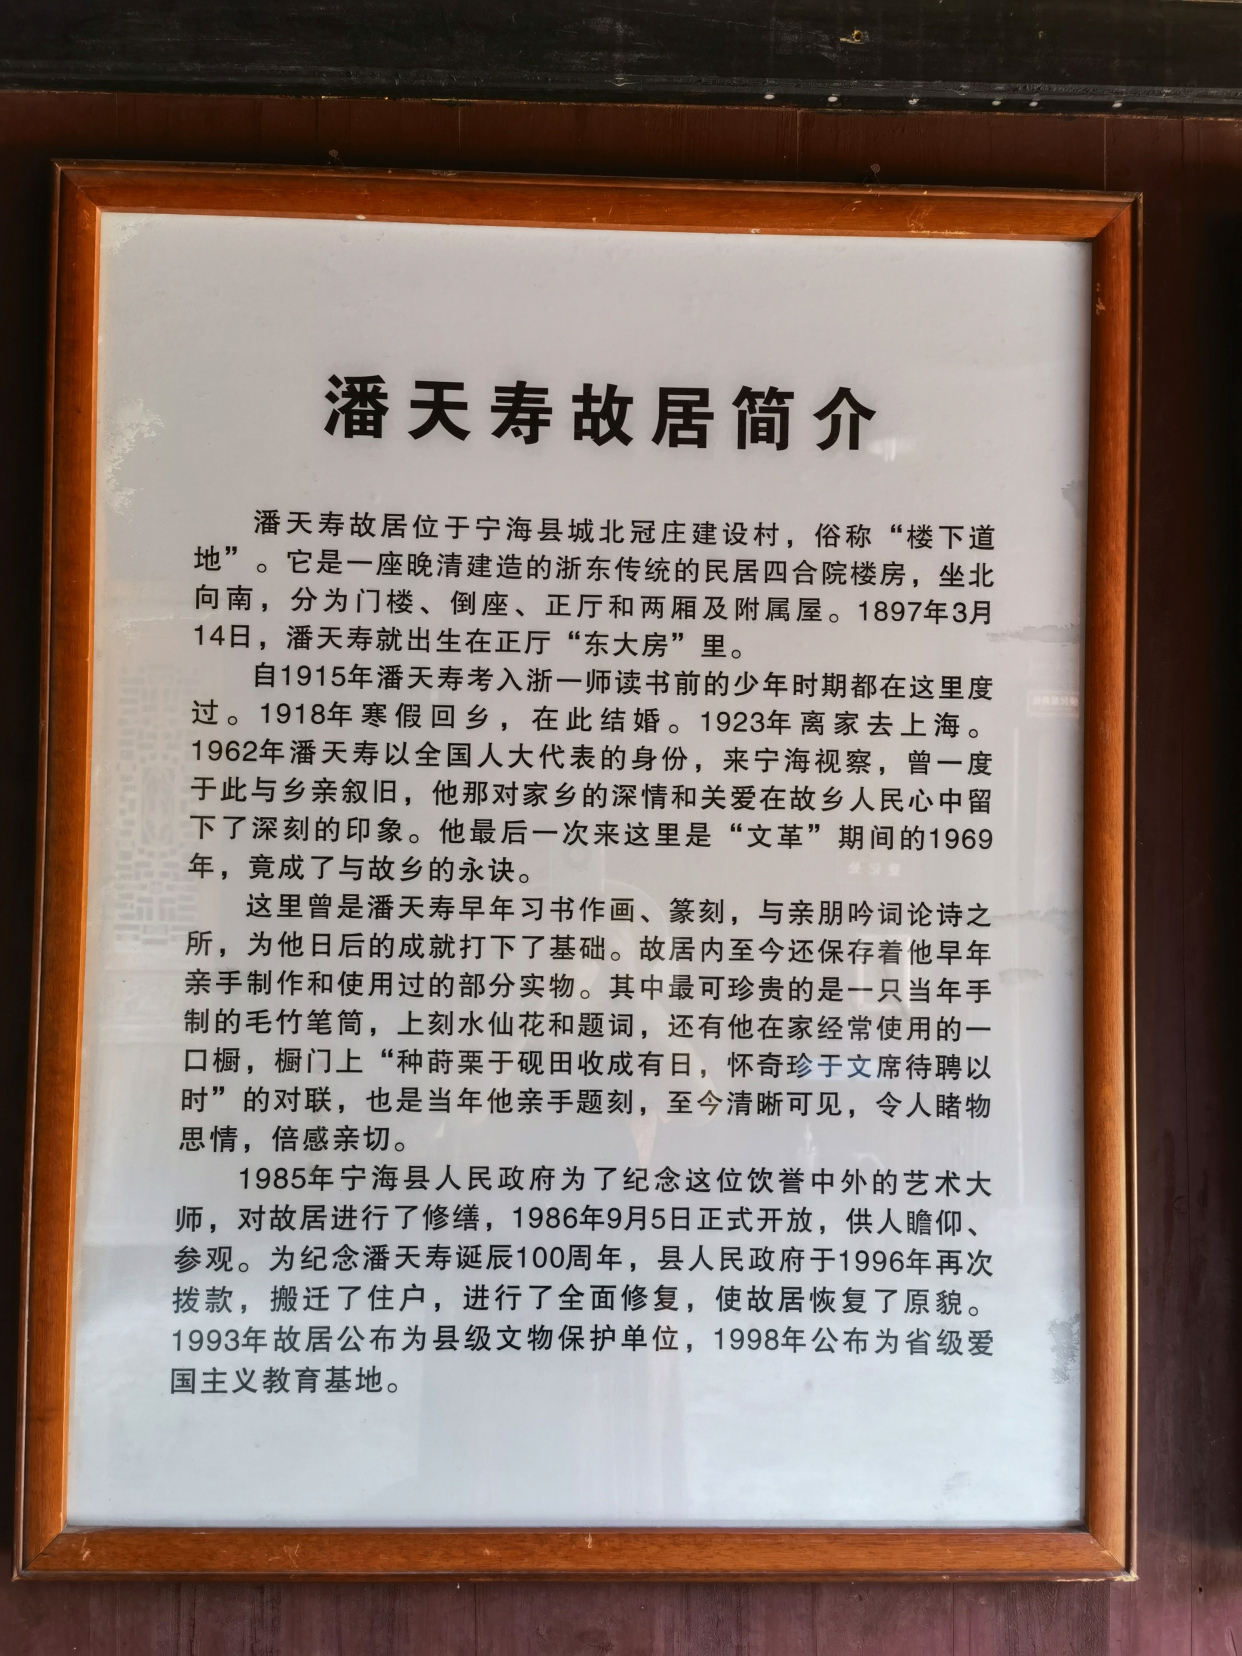 潘天寿故居简介
潘天寿故居位于宁海县城北冠庄建设村，俗称“楼下道
地”。它是一座晚清建造的浙东传统的民居四合院楼房，坐北
向南，分为门楼、倒座、正厅和两厢及附属屋。1897年3月
14日，潘天寿就出生在正厅“东大房”里。
自1915年潘天寿考入浙一师读书前的少年时期都在这里度
过。1918年寒假回乡，在此结婚。1923年离家去上海。
1962年潘天寿以全国人大代表的身份，来宁海视察，曾一度
于此与乡亲叙旧，他那对家乡的深情和关爱在故乡人民心中留
下了深刻的印象。他最后一次来这里是“文革”期间的1969
年，竟成了与故乡的永诀。
这里曾是潘天寿早年习书作画、篆刻，与亲朋吟词论诗之
所，为他日后的成就打下了基础。故居内至今还保存着他早年
亲手制作和使用过的部分实物。其中最可珍贵的是一只当年手
制的毛竹笔筒，上刻水仙花和题词，还有他在家经常使用的一
口橱，橱门上“种莳栗于砚田收成有日，怀奇珍于文席待聘以
时”的对联，也是当年他亲手题刻，至今清晰可见，令人睹物
思情，倍感亲切。
1985年宁海县人民政府为了纪念这位饮誉中外的艺术大
师，对故居进行了修缮，1986年9月5日正式开放，供人瞻仰、
参观。为纪念潘天寿诞辰100周年，县人民政府于1996年再次
拨款，搬迁了住户，进行了全面修复，使故居恢复了原貌。
1993年故居公布为县级文物保护单位，1998年公布为省级爱
国主义教育基地。